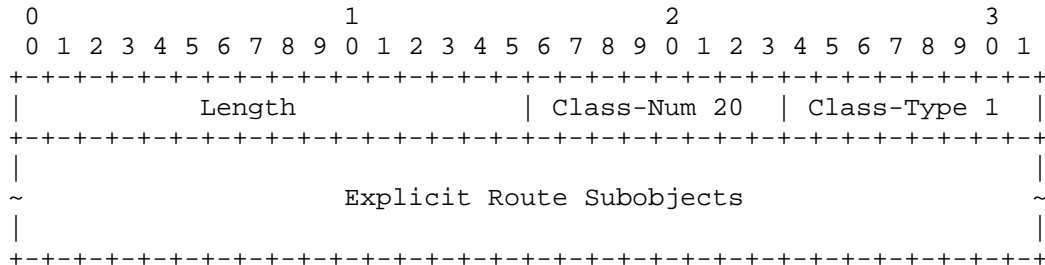 0                   1                   2                   3
 0 1 2 3 4 5 6 7 8 9 0 1 2 3 4 5 6 7 8 9 0 1 2 3 4 5 6 7 8 9 0 1
+-+-+-+-+-+-+-+-+-+-+-+-+-+-+-+-+-+-+-+-+-+-+-+-+-+-+-+-+-+-+-+-+
|           Length              | Class-Num 20  | Class-Type 1  |
+-+-+-+-+-+-+-+-+-+-+-+-+-+-+-+-+-+-+-+-+-+-+-+-+-+-+-+-+-+-+-+-+
|                                                               |
~                    Explicit Route Subobjects                  ~
|                                                               |
+-+-+-+-+-+-+-+-+-+-+-+-+-+-+-+-+-+-+-+-+-+-+-+-+-+-+-+-+-+-+-+-+